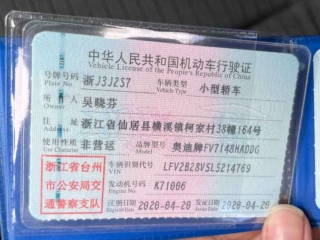 中华人民共和国机动车行驶证
Vehicle License of the People's Republic of China
号牌号码 浙J3J2S7 车辆类型 小型轿车
Plate No. Vehicle Type
所有人 吴晓芬
Owner
住址 浙江省仙居县横溪镇柯家村38幢164号
Address
使用性质 非营运 品牌型号 奥迪牌FV7148HADDG
Use Character Model
浙江省台州市公安局交通警察支队
车辆识别代号 LFV2B28V5L5214769
VIN
发动机号码 K71006
Engine No.
注册日期 2020-04-20 发证日期 2020-04-20
Register Date Issue Date